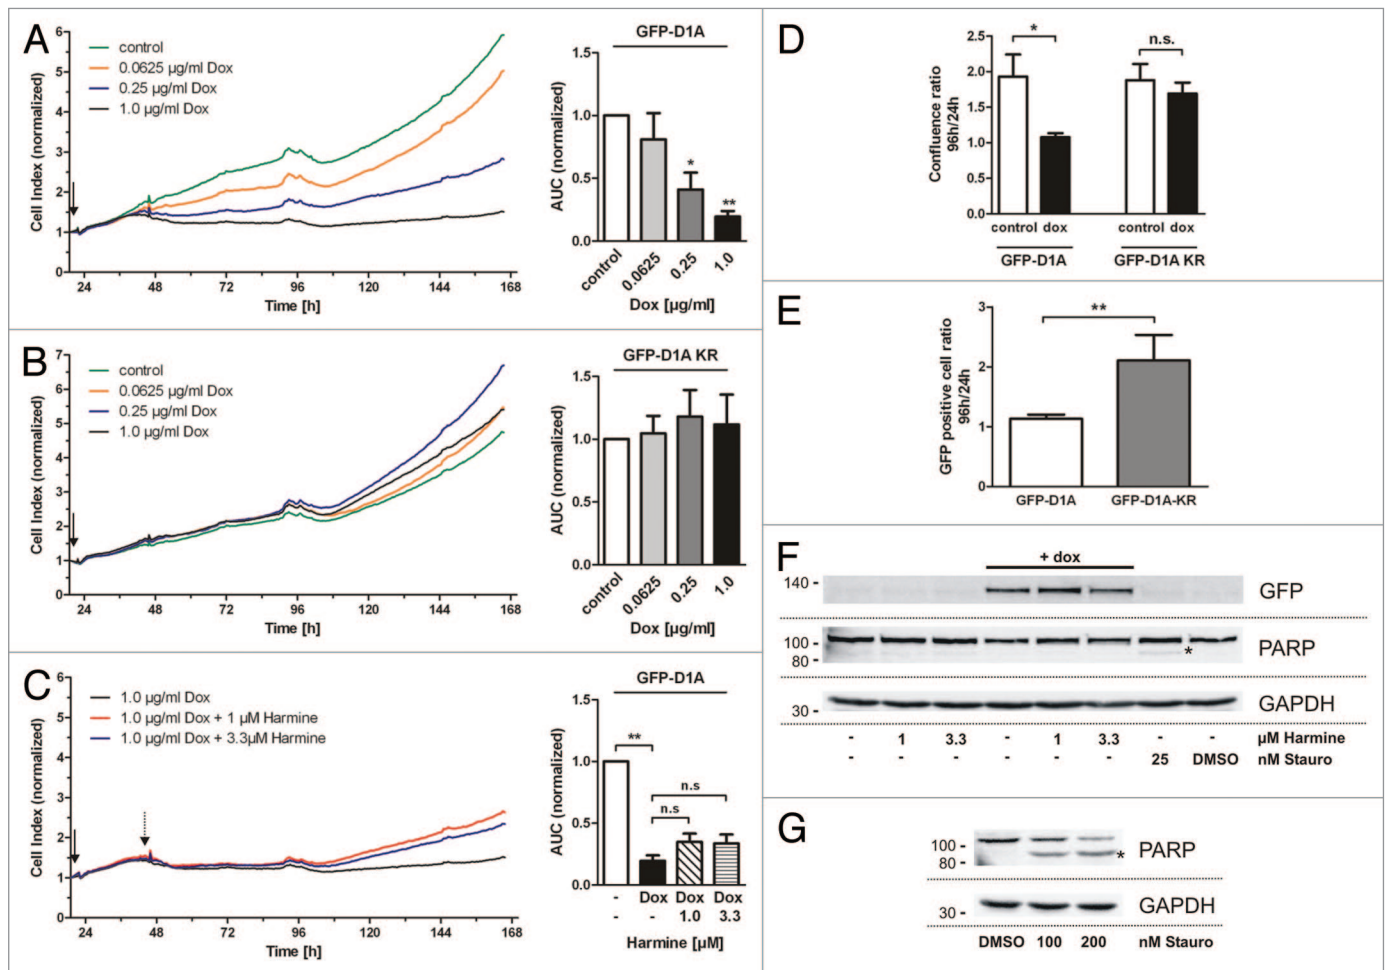 A
6
5
4
3
2
1
0
Cell Index (normalized)
control
0.0625 µg/ml Dox
0.25 µg/ml Dox
1.0 µg/ml Dox
24 48 72 96 120 144 168
Time [h]
GFP-D1A
1.5
1.0
0.5
0.0
AUC (normalized)
*
**
control 0.0625 0.25 1.0
Dox [µg/ml]
B
7
6
5
4
3
2
1
0
Cell Index (normalized)
control
0.0625 µg/ml Dox
0.25 µg/ml Dox
1.0 µg/ml Dox
24 48 72 96 120 144 168
Time [h]
GFP-D1A KR
1.5
1.0
0.5
0.0
AUC (normalized)
control 0.0625 0.25 1.0
Dox [µg/ml]
C
6
5
4
3
2
1
0
Cell Index (normalized)
1.0 µg/ml Dox
1.0 µg/ml Dox + 1 µM Harmine
1.0 µg/ml Dox + 3.3µM Harmine
24 48 72 96 120 144 168
Time [h]
GFP-D1A
1.5
1.0
0.5
0.0
AUC (normalized)
**
n.s
n.s
- Dox Dox Dox
- - 1.0 3.3
Harmine [µM]
D
2.5
2.0
1.5
1.0
0.5
0.0
Confluence ratio
96h/24h
*
n.s.
control dox control dox
GFP-D1A GFP-D1A KR
E
3
2
1
0
GFP positive cell ratio
96h/24h
**
GFP-D1A GFP-D1A-KR
F
+ dox
140 - GFP
100 - PARP
80 - *
30 - GAPDH
- 1 3.3 - 1 3.3 - - µM Harmine
- - - - - - 25 DMSO nM Stauro
G
100 - PARP
80 - *
30 - GAPDH
DMSO 100 200 nM Stauro